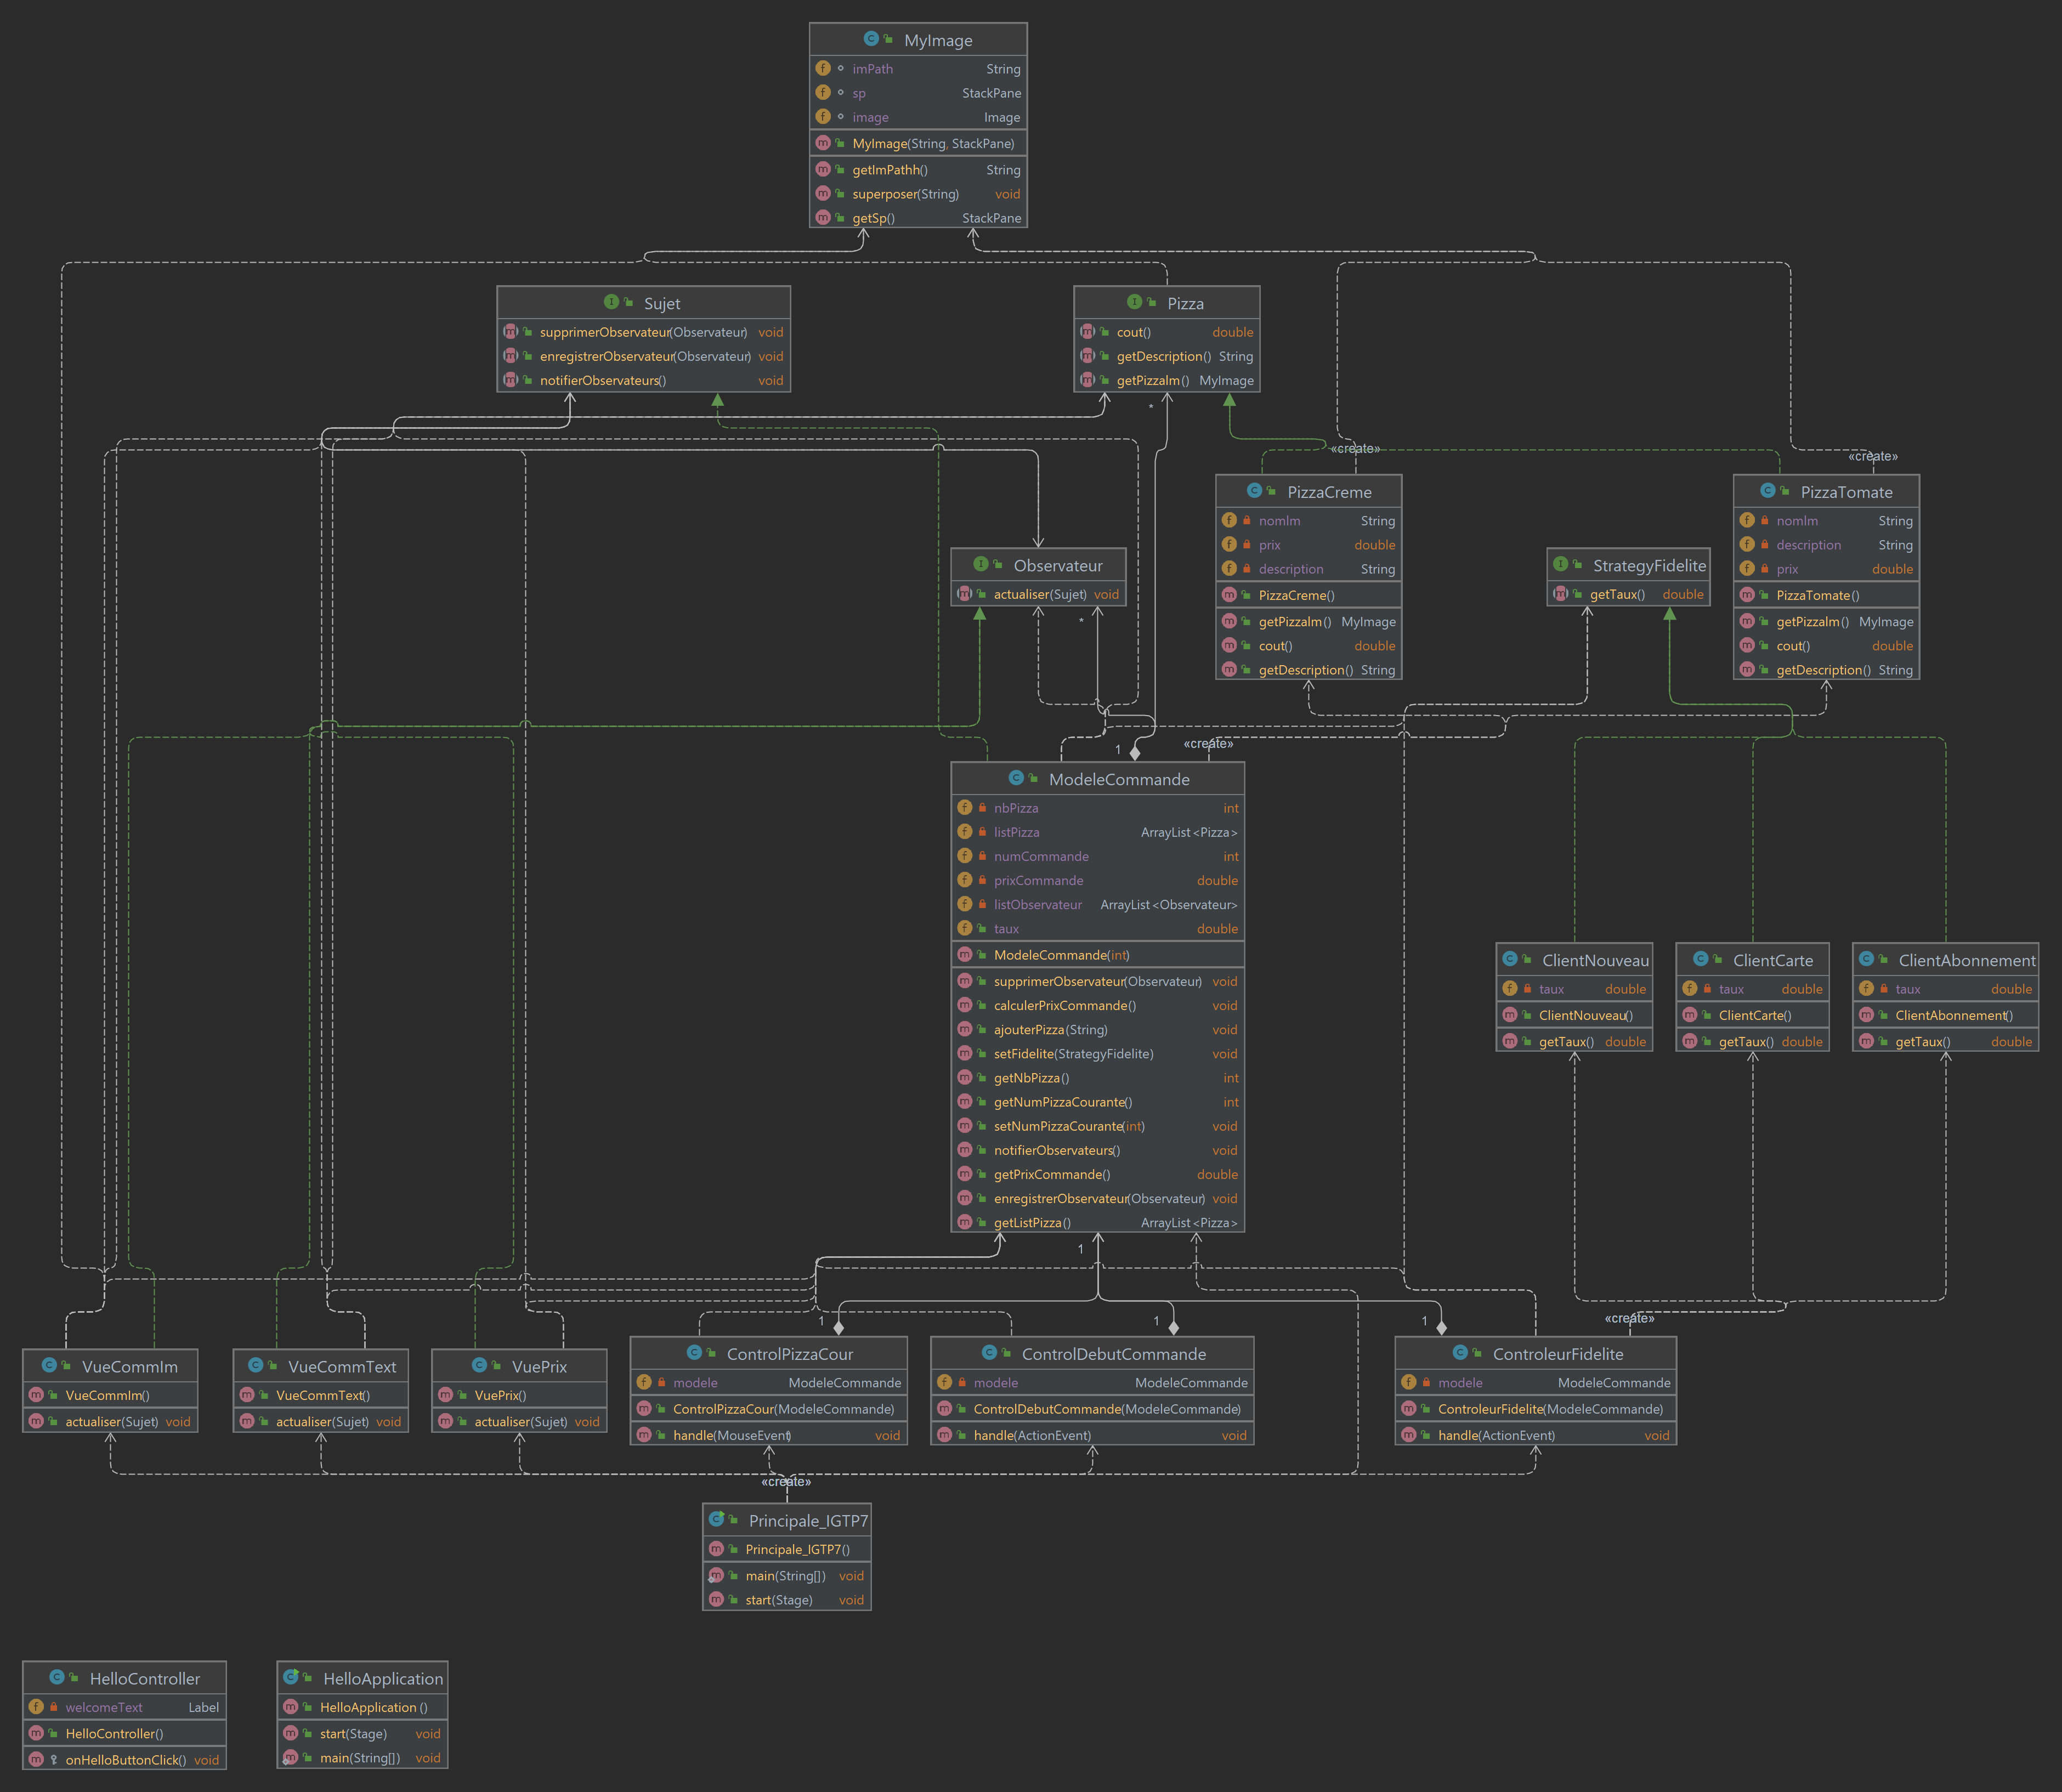 MyImage
imPath String
sp StackPane
image Image
MyImage(String, StackPane)
getImPathh() String
superposer(String) void
getSp() StackPane
Sujet
supprimerObservateur(Observateur) void
enregistrerObservateur(Observateur) void
notifierObservateurs() void
Pizza
cout() double
getDescription() String
getPizzaIm() MyImage
*
«create»
«create»
PizzaCreme
nomIm String
prix double
description String
PizzaCreme()
getPizzaIm() MyImage
cout() double
getDescription() String
PizzaTomate
nomIm String
description String
prix double
PizzaTomate()
getPizzaIm() MyImage
cout() double
getDescription() String
Observateur
actualiser(Sujet) void
*
StrategyFidelite
getTaux() double
1
«create»
ModeleCommande
nbPizza int
listPizza ArrayList<Pizza>
numCommande int
prixCommande double
listObservateur ArrayList<Observateur>
taux double
ModeleCommande(int)
supprimerObservateur(Observateur) void
calculerPrixCommande() void
ajouterPizza(String) void
setFidelite(StrategyFidelite) void
getNbPizza() int
getNumPizzaCourante() int
setNumPizzaCourante(int) void
notifierObservateurs() void
getPrixCommande() double
enregistrerObservateur(Observateur) void
getListPizza() ArrayList<Pizza>
ClientNouveau
taux double
ClientNouveau()
getTaux() double
ClientCarte
taux double
ClientCarte()
getTaux() double
ClientAbonnement
taux double
ClientAbonnement()
getTaux() double
1
1
1
1
«create»
VueCommIm
VueCommIm()
actualiser(Sujet) void
VueCommText
VueCommText()
actualiser(Sujet) void
VuePrix
VuePrix()
actualiser(Sujet) void
ControlPizzaCour
modele ModeleCommande
ControlPizzaCour(ModeleCommande)
handle(MouseEvent) void
ControlDebutCommande
modele ModeleCommande
ControlDebutCommande(ModeleCommande)
handle(ActionEvent) void
ControleurFidelite
modele ModeleCommande
ControleurFidelite(ModeleCommande)
handle(ActionEvent) void
«create»
Principale_IGTP7
Principale_IGTP7()
main(String[]) void
start(Stage) void
HelloController
welcomeText Label
HelloController()
onHelloButtonClick() void
HelloApplication
HelloApplication()
start(Stage) void
main(String[]) void